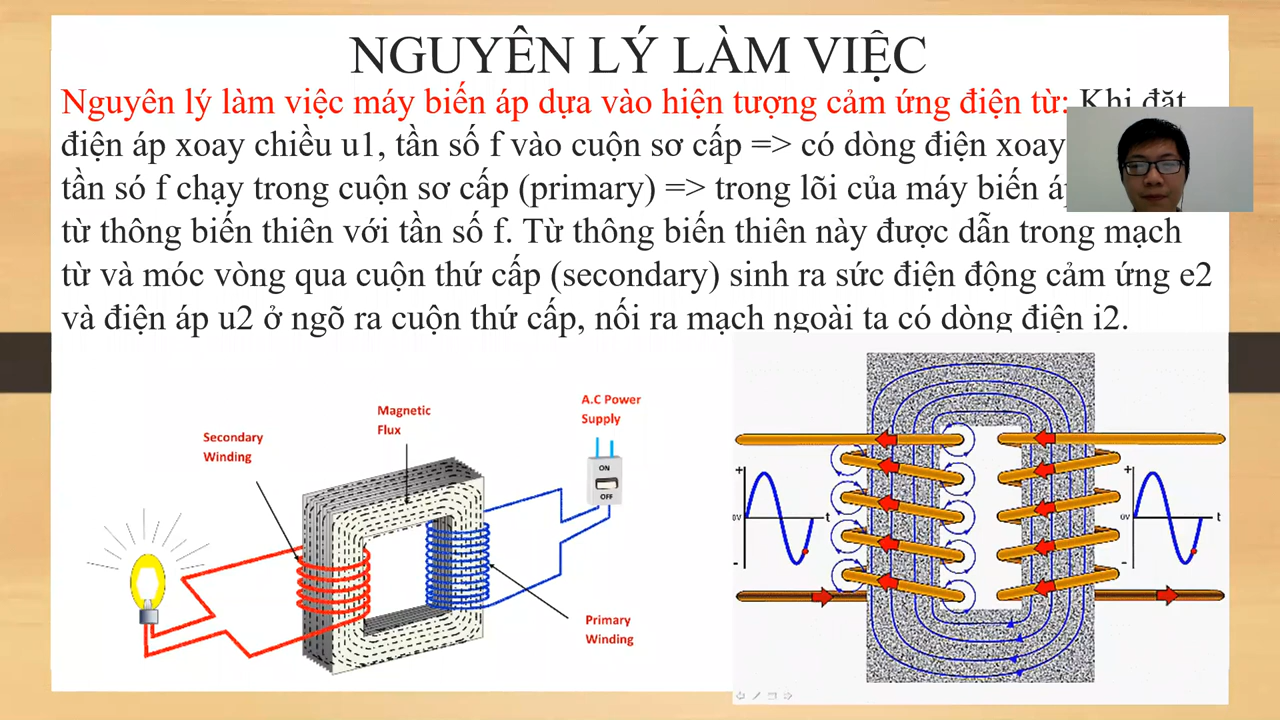 NGUYÊN LÝ LÀM VIỆC
Nguyên lý làm việc máy biến áp dựa vào hiện tượng cảm ứng điện từ: Khi đặt
điện áp xoay chiều u1, tần số f vào cuộn sơ cấp => có dòng điện xoay
tần só f chạy trong cuộn sơ cấp (primary) => trong lõi của máy biến
từ thông biến thiên với tần số f. Từ thông biến thiên này được dẫn trong mạch
từ và móc vòng qua cuộn thứ cấp (secondary) sinh ra sức điện động cảm ứng e2
và điện áp u2 ở ngõ ra cuộn thứ cấp, nối ra mạch ngoài ta có dòng điện i2.
Secondary
Winding
Magnetic
Flux
A.C Power
Supply
ON
OFF
Primary
Winding
+
0V
t
-
+
0V
t
-